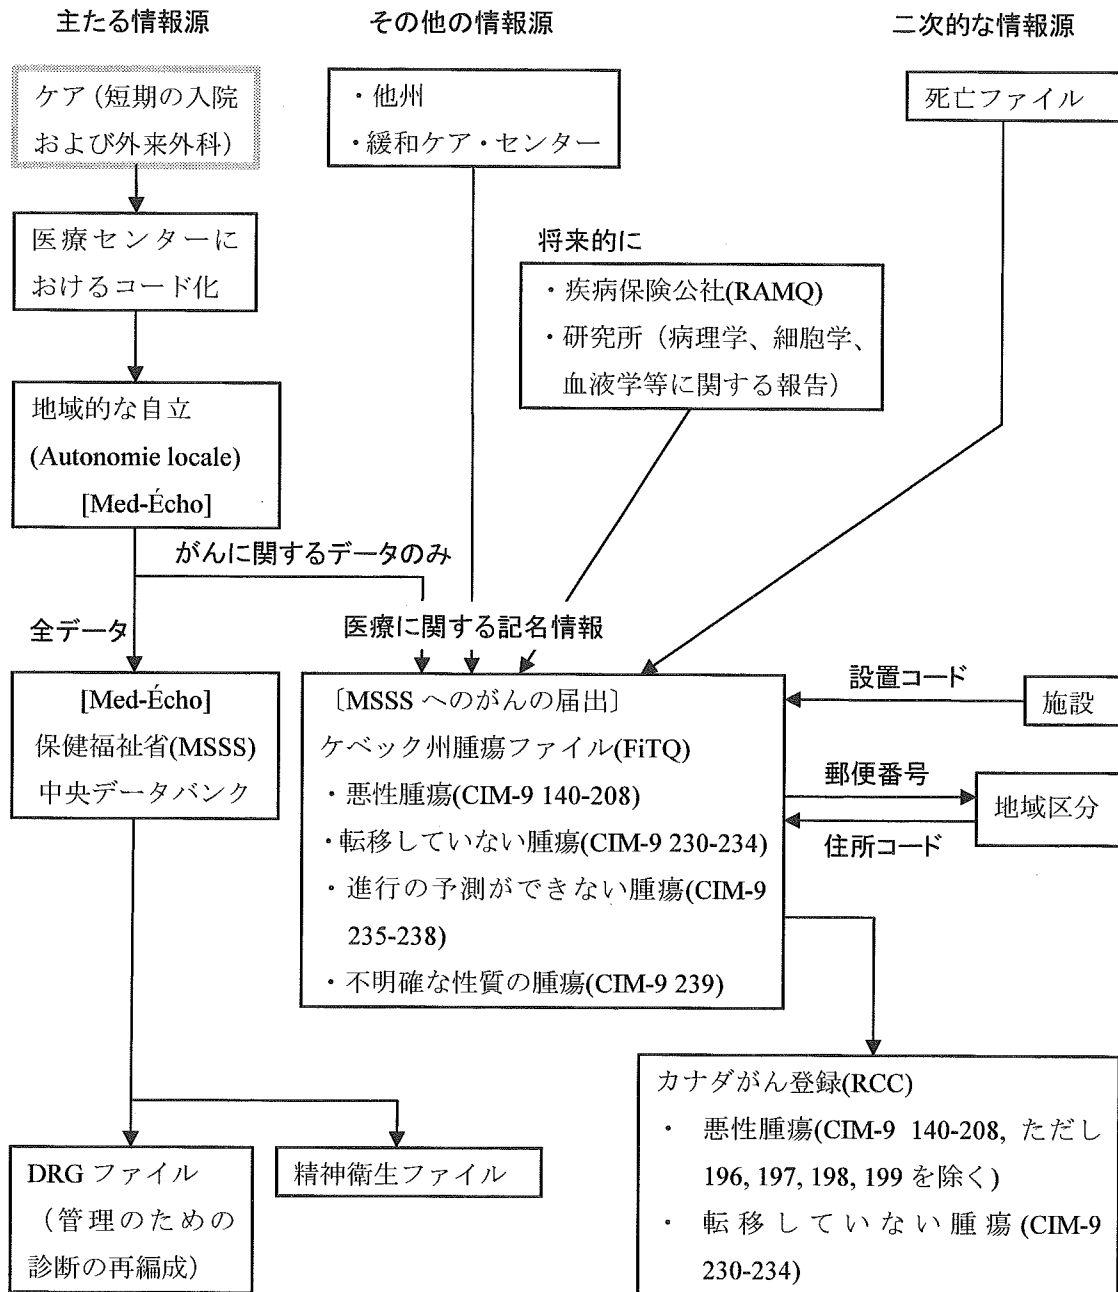 主たる情報源
その他の情報源
二次的な情報源
ケア（短期の入院
および外来外科）
・他州
・緩和ケア・センター
死亡ファイル
医療センターに
おけるコード化
将来的に
・疾病保険公社(RAMQ)
・研究所（病理学、細胞学、
血液学等に関する報告）
地域的な自立
(Autonomie locale)
[Med-Écho]
がんに関するデータのみ
全データ
医療に関する記名情報
[Med-Écho]
保健福祉省(MSSS)
中央データバンク
〔MSSS へのがんの届出〕
ケベック州腫瘍ファイル(FiTQ)
・悪性腫瘍(CIM-9 140-208)
・転移していない腫瘍(CIM-9 230-234)
・進行の予測ができない腫瘍(CIM-9
235-238)
・不明確な性質の腫瘍(CIM-9 239)
設置コード
施設
郵便番号
地域区分
住所コード
DRG ファイル
（管理のための
診断の再編成）
精神衛生ファイル
カナダがん登録(RCC)
・ 悪性腫瘍(CIM-9 140-208, ただし
196, 197, 198, 199 を除く)
・ 転移していない腫瘍(CIM-9
230-234)